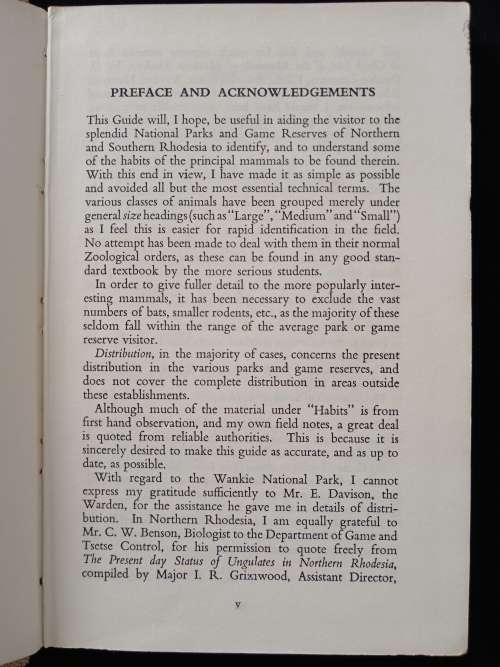 PREFACE AND ACKNOWLEDGEMENTS
This Guide will, I hope, be useful in aiding the visitor to the
splendid National Parks and Game Reserves of Northern
and Southern Rhodesia to identify, and to understand some
of the habits of the principal mammals to be found therein.
With this end in view, I have made it as simple as possible
and avoided all but the most essential technical terms. The
various classes of animals have been grouped merely under
general size headings (such as "Large", "Medium" and "Small")
as I feel this is easier for rapid identification in the field.
No attempt has been made to deal with them in their normal
Zoological orders, as these can be found in any good stan-
dard textbook by the more serious students.
In order to give fuller detail to the more popularly inter-
esting mammals, it has been necessary to exclude the vast
numbers of bats, smaller rodents, etc., as the majority of these
seldom fall within the range of the average park or game
reserve visitor.
Distribution, in the majority of cases, concerns the present
distribution in the various parks and game reserves, and
does not cover the complete distribution in areas outside
these establishments.
Although much of the material under "Habits" is from
first hand observation, and my own field notes, a great deal
is quoted from reliable authorities. This is because it is
sincerely desired to make this guide as accurate, and as up to
date, as possible.
With regard to the Wankie National Park, I cannot
express my gratitude sufficiently to Mr. E. Davison, the
Warden, for the assistance he gave me in details of distri-
bution. In Northern Rhodesia, I am equally grateful to
Mr. C. W. Benson, Biologist to the Department of Game and
Tsetse Control, for his permission to quote freely from
The Present day Status of Ungulates in Northern Rhodesia,
compiled by Major I. R. Grimwood, Assistant Director,
v